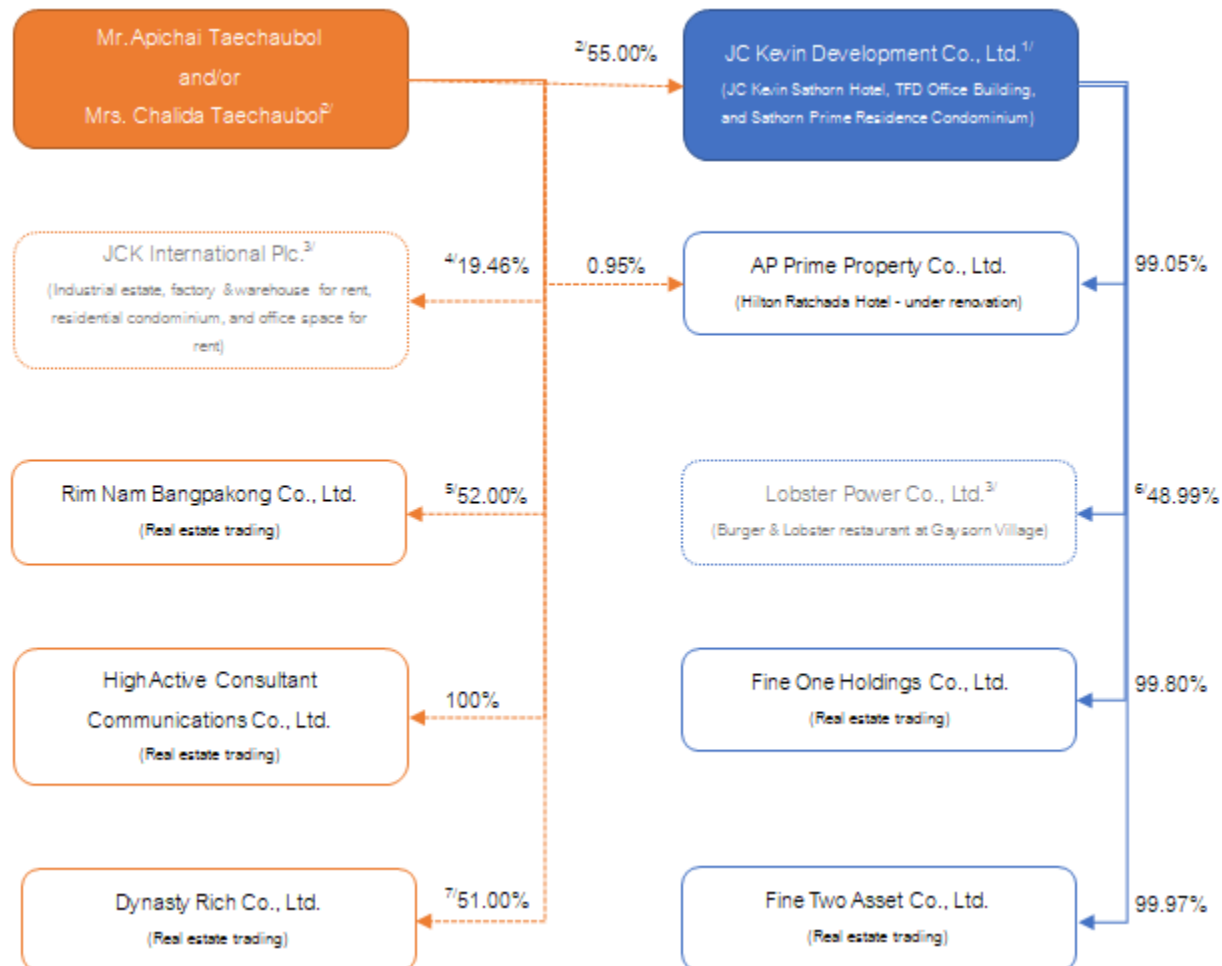 Mr. Apichai Taechaubol
and/or
Mrs. Chalida Taechaubol2/
2/55.00%
JC Kevin Development Co., Ltd.1/
(JC Kevin Sathorn Hotel, TFD Office Building,
and Sathorn Prime Residence Condominium)
JCK International Plc.3/
(Industrial estate, factory & warehouse for rent,
residential condominium, and office space for
rent)
4/19.46%
0.95%
AP Prime Property Co., Ltd.
(Hilton Ratchada Hotel - under renovation)
99.05%
Rim Nam Bangpakong Co., Ltd.
(Real estate trading)
5/52.00%
Lobster Power Co., Ltd.3/
(Burger & Lobster restaurant at Gaysorn Village)
6/48.99%
High Active Consultant
Communications Co., Ltd.
(Real estate trading)
100%
Fine One Holdings Co., Ltd.
(Real estate trading)
99.80%
Dynasty Rich Co., Ltd.
(Real estate trading)
7/51.00%
Fine Two Asset Co., Ltd.
(Real estate trading)
99.97%